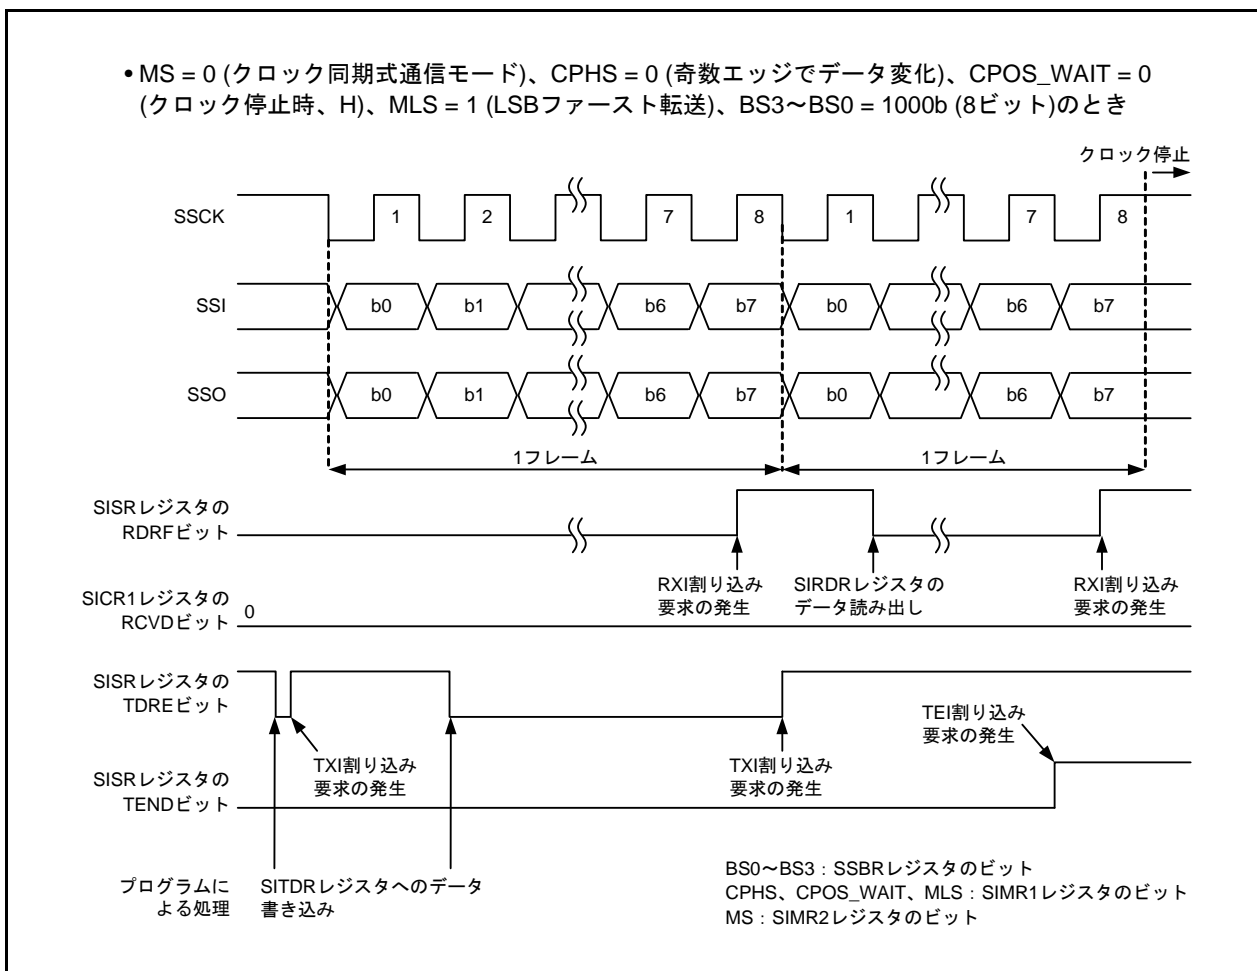 • MS = 0 (クロック同期式通信モード)、CPHS = 0 (奇数エッジでデータ変化)、CPOS_WAIT = 0
(クロック停止時、H)、MLS = 1 (LSBファースト転送)、BS3～BS0 = 1000b (8ビット)のとき
クロック停止
SSCK 1 2 7 8 1 7 8
SSI b0 b1 b6 b7 b0 b6 b7
SSO b0 b1 b6 b7 b0 b6 b7
1フレーム 1フレーム
SISRレジスタの
RDRFビット
RXI割り込み
要求の発生
SIRDRレジスタの
データ読み出し
RXI割り込み
要求の発生
SICR1レジスタの
RCVDビット
0
SISRレジスタの
TDREビット
TXI割り込み
要求の発生
TXI割り込み
要求の発生
TEI割り込み
要求の発生
SISRレジスタの
TENDビット
プログラムに
よる処理
SITDRレジスタへのデータ
書き込み
BS0～BS3：SSBRレジスタのビット
CPHS、CPOS_WAIT、MLS：SIMR1レジスタのビット
MS：SIMR2レジスタのビット